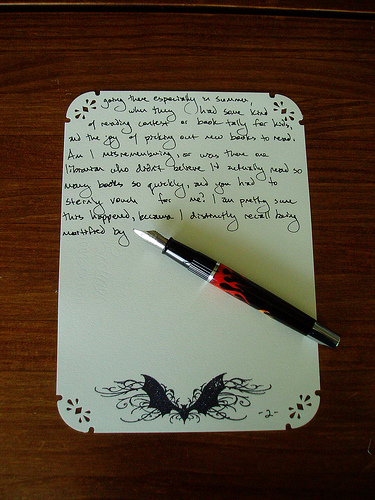 going there especially in summer
when they had some kind
of reading contest or book tally for kids,
and the joy of picking out new books to read.
Am I misremembering, or was there one
librarian who didn't believe I'd actually read so
many books so quickly, and you had to
sternly vouch for me? I am pretty sure
this happened, because I distinctly recall being
mortified by
-2-